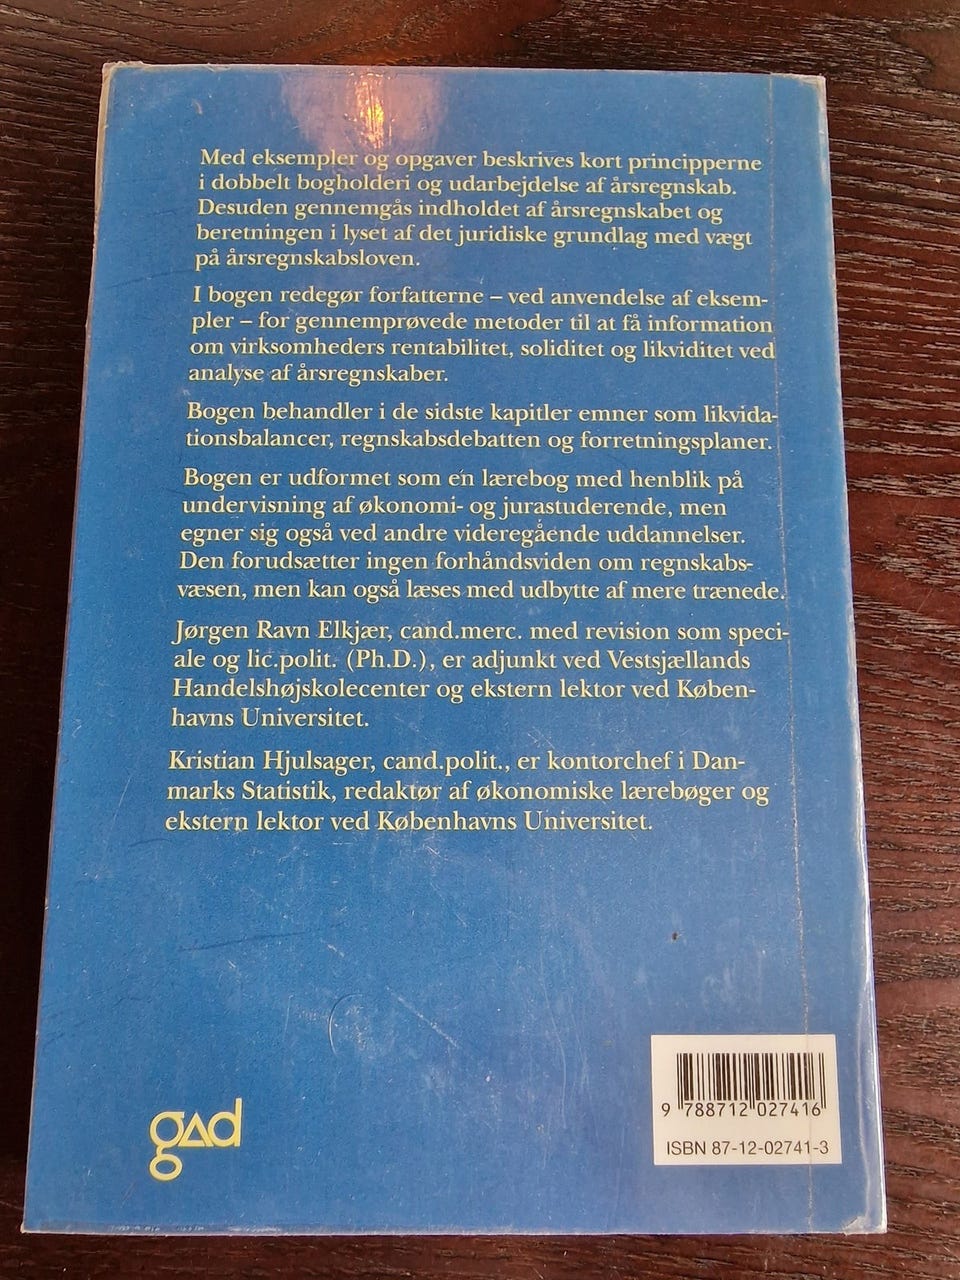 Med eksempler og opgaver beskrives kort principperne
i dobbelt bogholderi og udarbejdelse af årsregnskab.
Desuden gennemgås indholdet af årsregnskabet og
beretningen i lyset af det juridiske grundlag med vægt
på årsregnskabsloven.
I bogen redegør forfatterne – ved anvendelse af eksem-
pler – for gennemprøvede metoder til at få information
om virksomheders rentabilitet, soliditet og likviditet ved
analyse af årsregnskaber.
Bogen behandler i de sidste kapitler emner som likvida-
tionsbalancer, regnskabsdebatten og forretningsplaner.
Bogen er udformet som en lærebog med henblik på
undervisning af økonomi- og jurastuderende, men
egner sig også ved andre videregående uddannelser.
Den forudsætter ingen forhåndsviden om regnskabs-
væsen, men kan også læses med udbytte af mere trænede.
Jørgen Ravn Elkjær, cand.merc. med revision som speci-
ale og lic.polit. (Ph.D.), er adjunkt ved Vestsjællands
Handelshøjskolecenter og ekstern lektor ved Køben-
havns Universitet.
Kristian Hjulsager, cand.polit., er kontorchef i Dan-
marks Statistik, redaktør af økonomiske lærebøger og
ekstern lektor ved Københavns Universitet.
gad
9 788712 027416
ISBN 87-12-02741-3